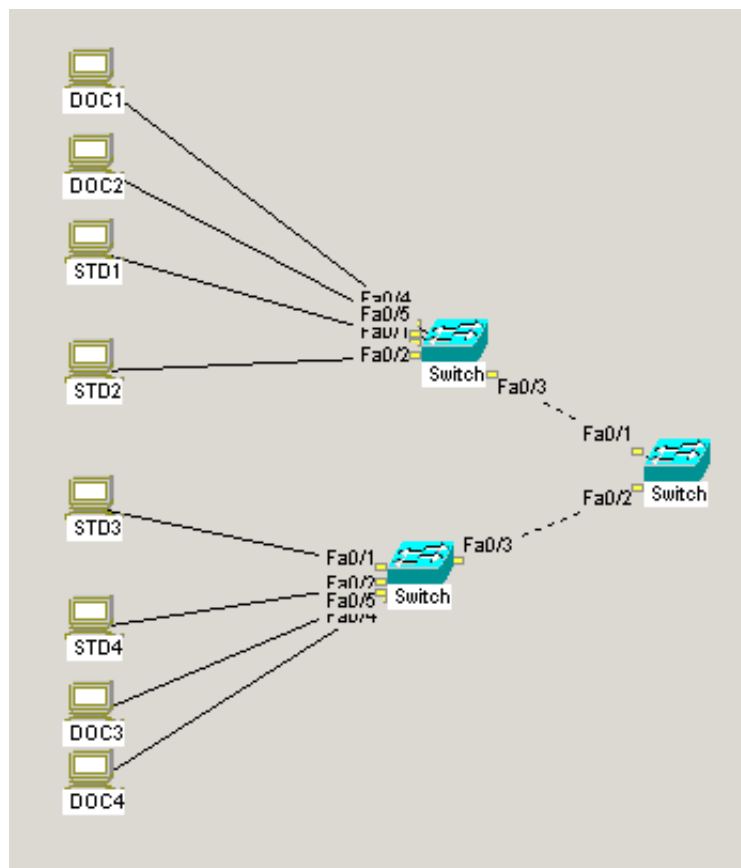 DOC1
DOC2
STD1
STD2
Fa0/4
Fa0/5
Fa0/1
Fa0/2
Switch
Fa0/3
Fa0/1
Fa0/2
Switch
STD3
STD4
DOC3
DOC4
Fa0/1
Fa0/2
Fa0/5
Fa0/4
Switch
Fa0/3